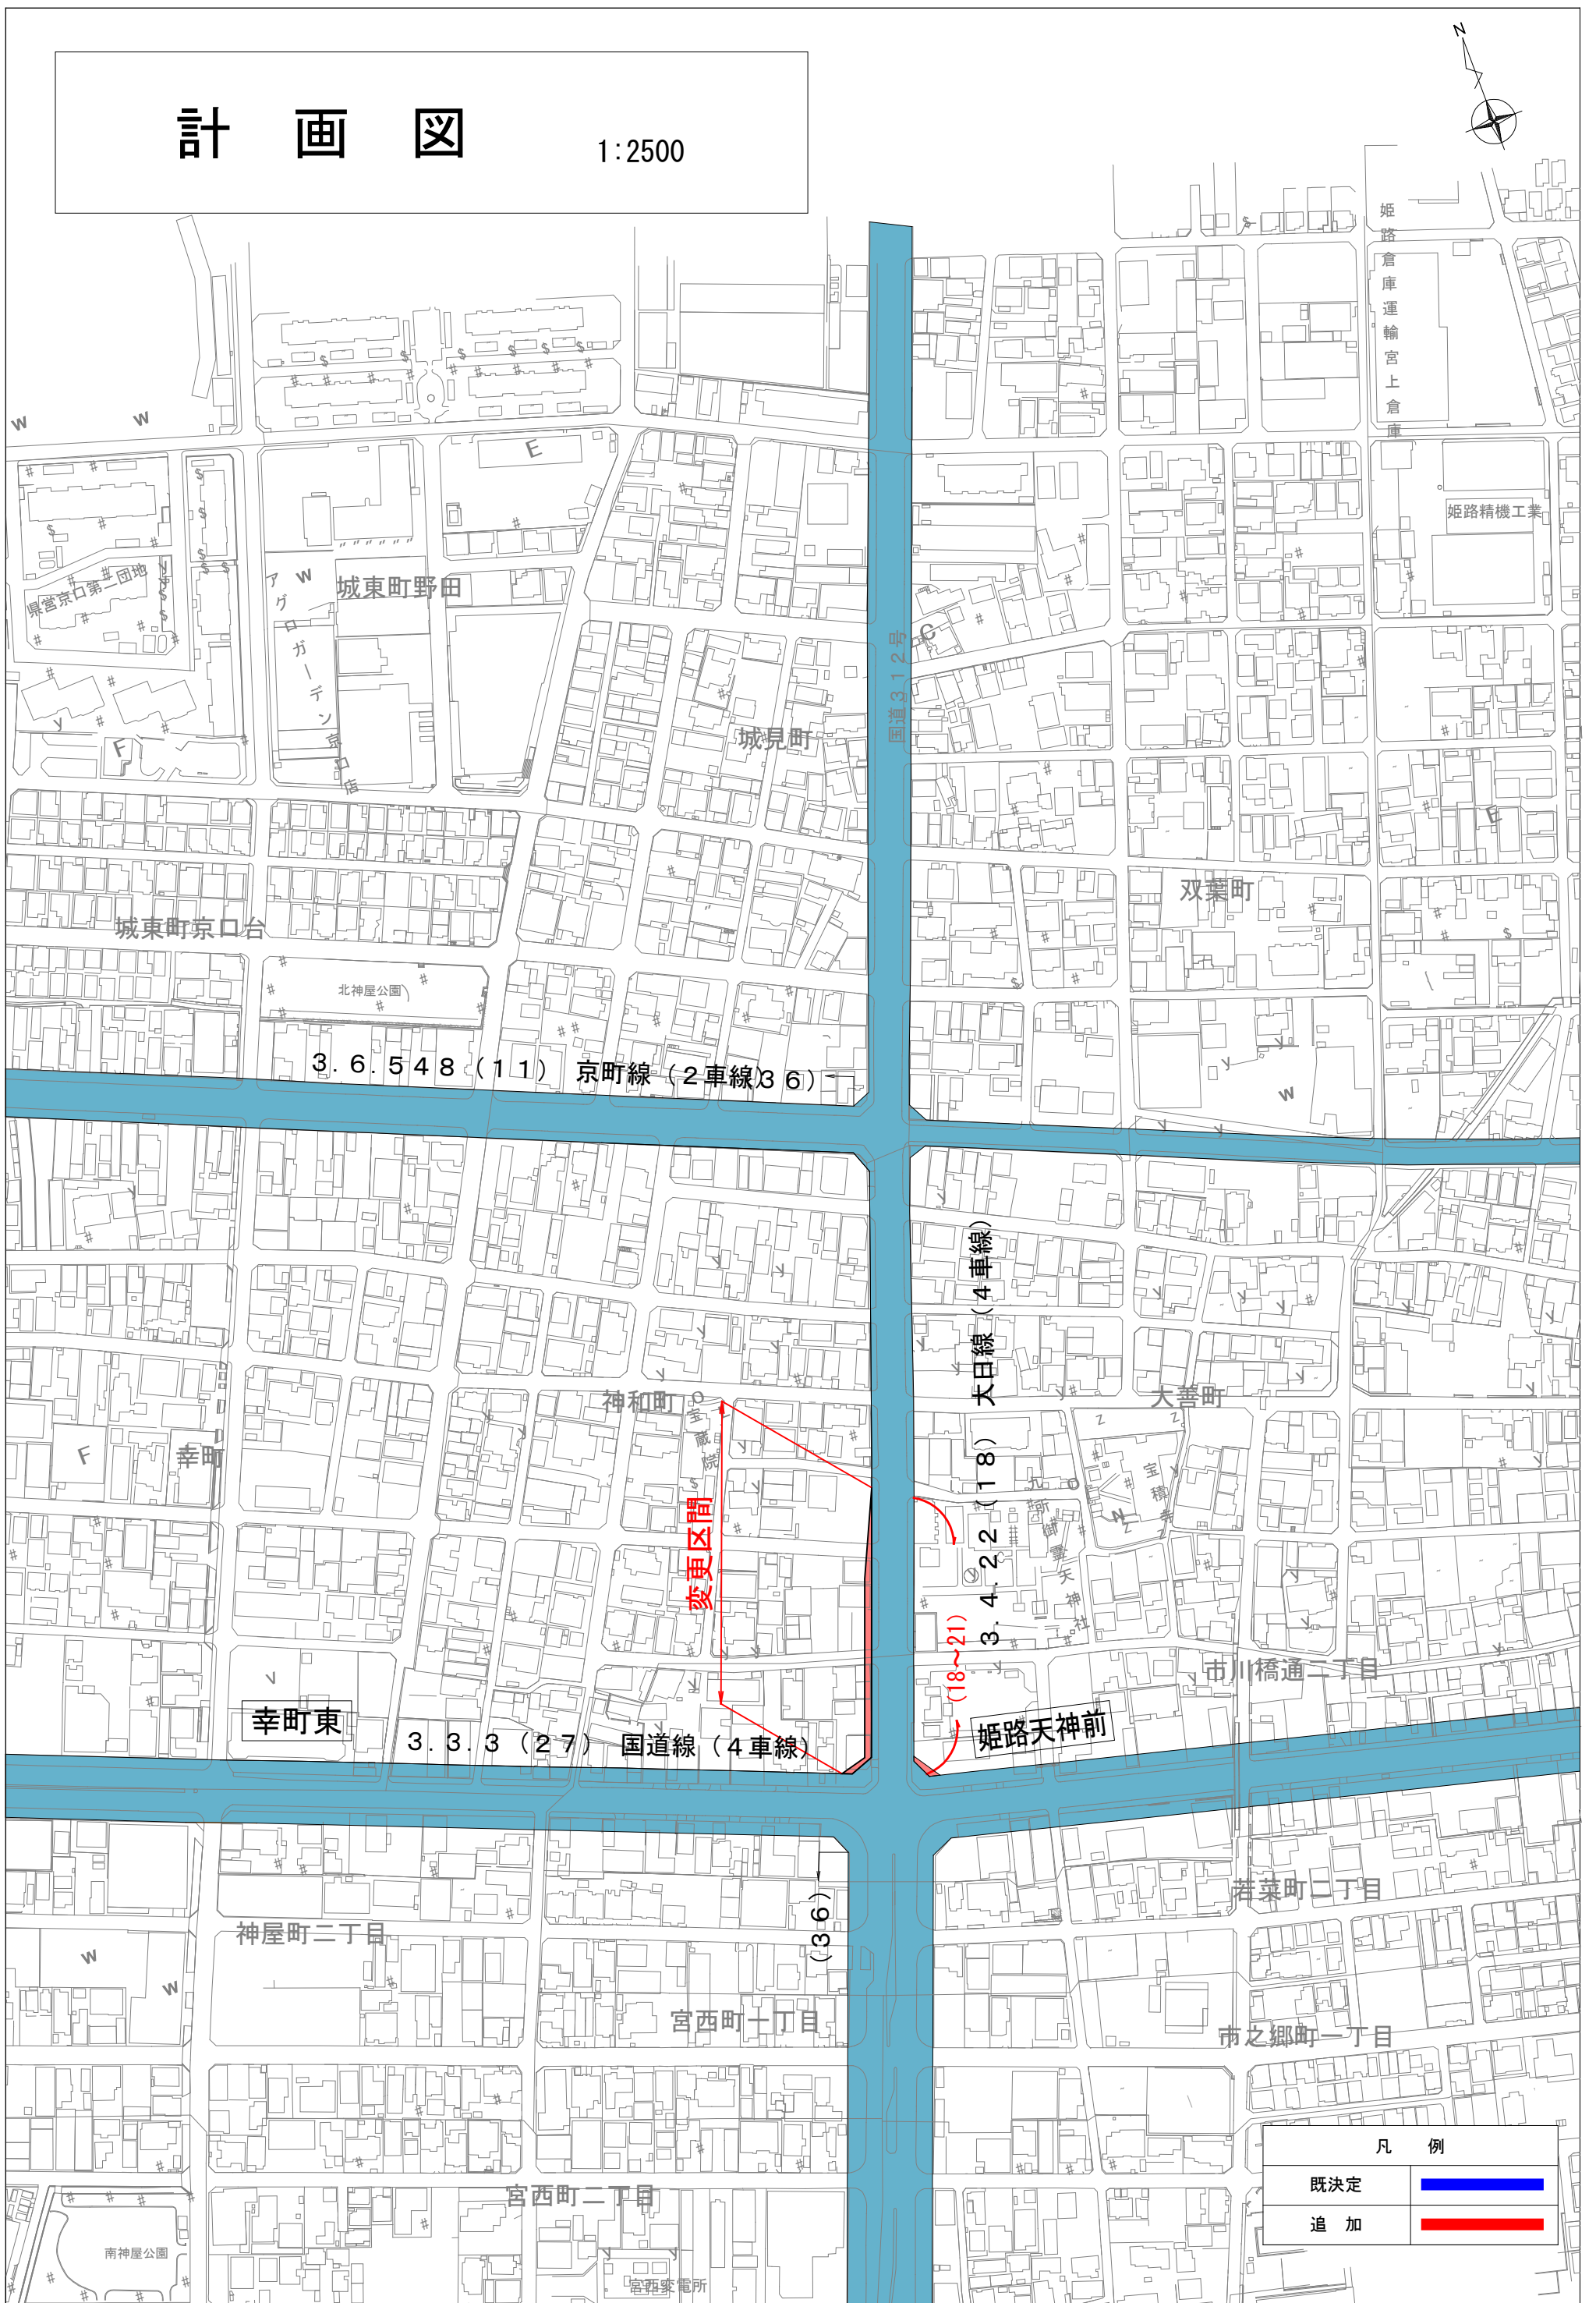 計画図 1:2500
N
姫路倉庫運輸宮上倉庫
姫路精機工業
県営京口第二団地
アグロガーデン京口店
城東町野田
国道312号
城見町
双葉町
城東町京口台
北神屋公園
3.6.548(11) 京町線(2車線)
(36)
3.4.22(18) 大日線(4車線)
神和町
宝蔵院
大善町
宝積寺
幸町
変更区間
御霊天神社
(18~21)
市川橋通二丁目
幸町東
3.3.3(27) 国道線(4車線)
姫路天神前
(36)
若菜町二丁目
神屋町二丁目
宮西町一丁目
市之郷町一丁目
宮西町二丁目
南神屋公園
宮西変電所
凡例
既決定
追加